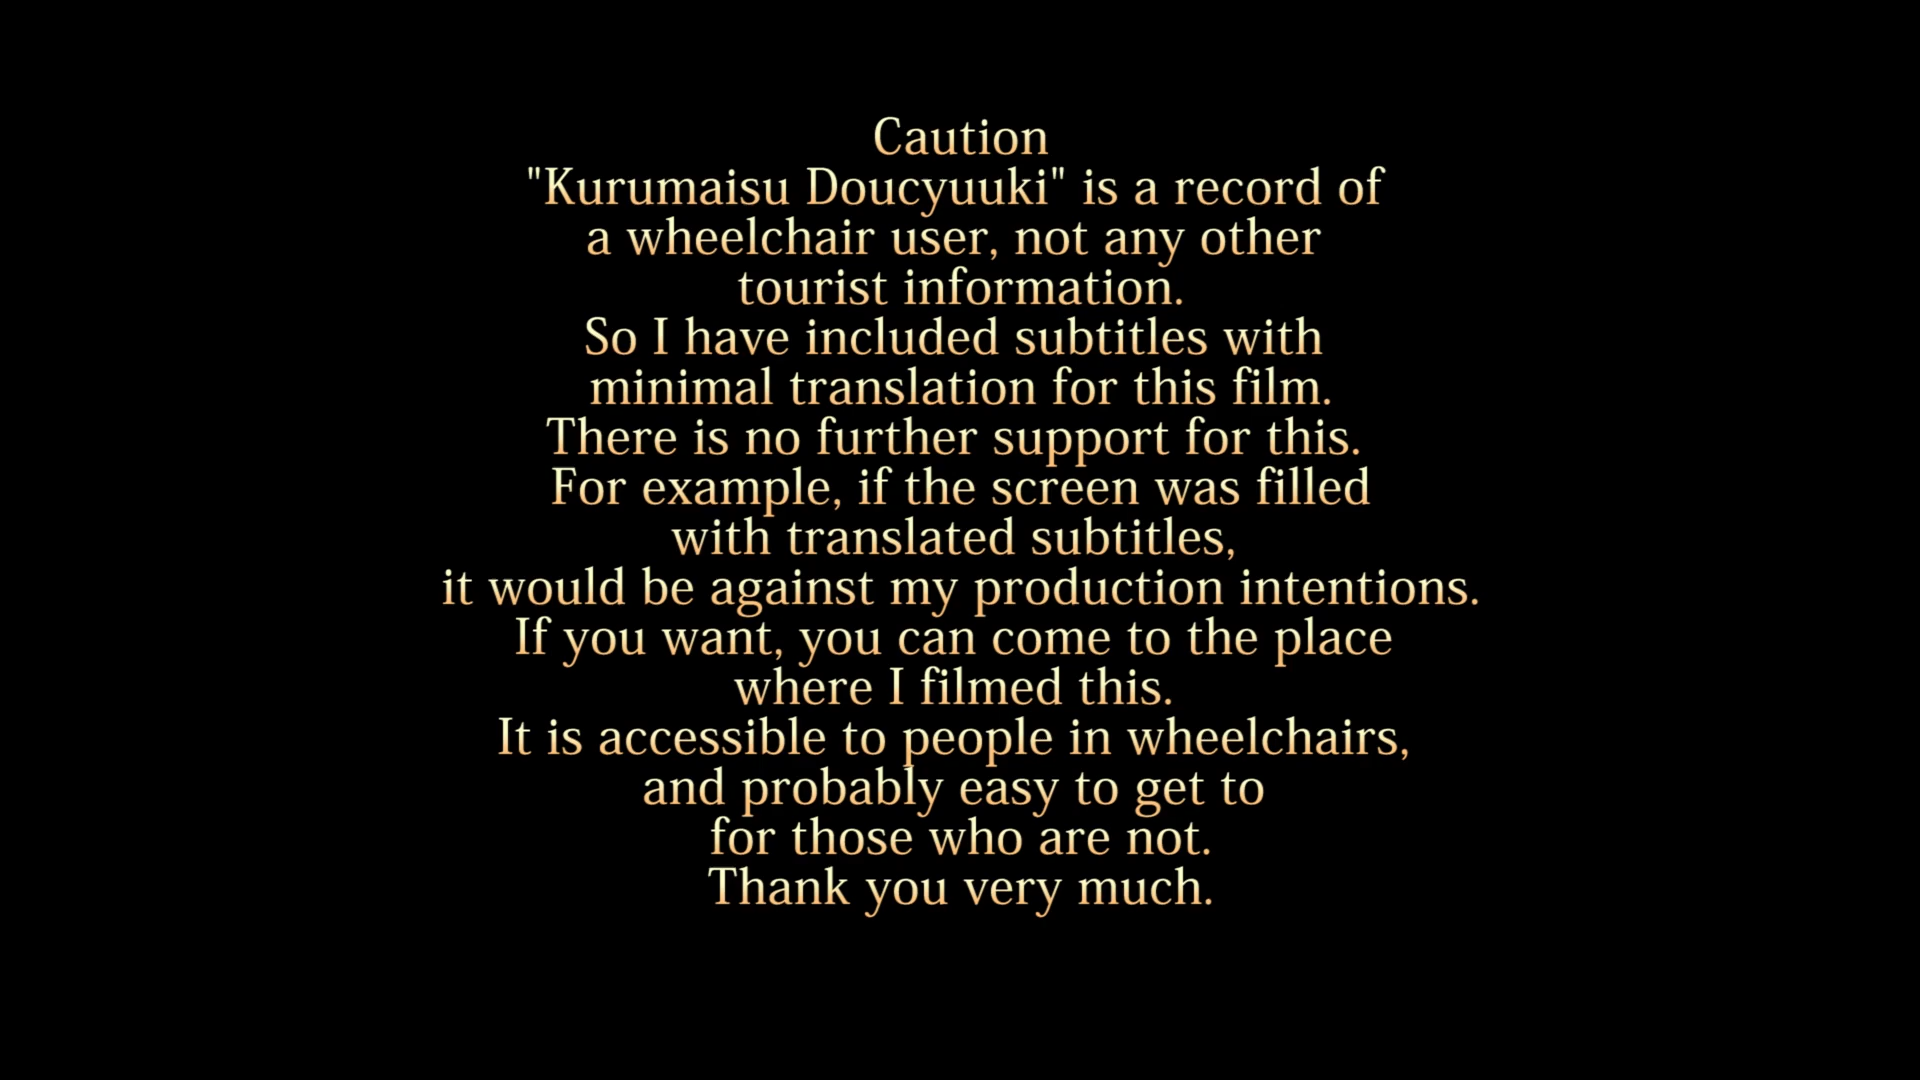 Caution
"Kurumaisu Doucyuuki" is a record of
a wheelchair user, not any other
tourist information.
So I have included subtitles with
minimal translation for this film.
There is no further support for this.
For example, if the screen was filled
with translated subtitles,
it would be against my production intentions.
If you want, you can come to the place
where I filmed this.
It is accessible to people in wheelchairs,
and probably easy to get to
for those who are not.
Thank you very much.